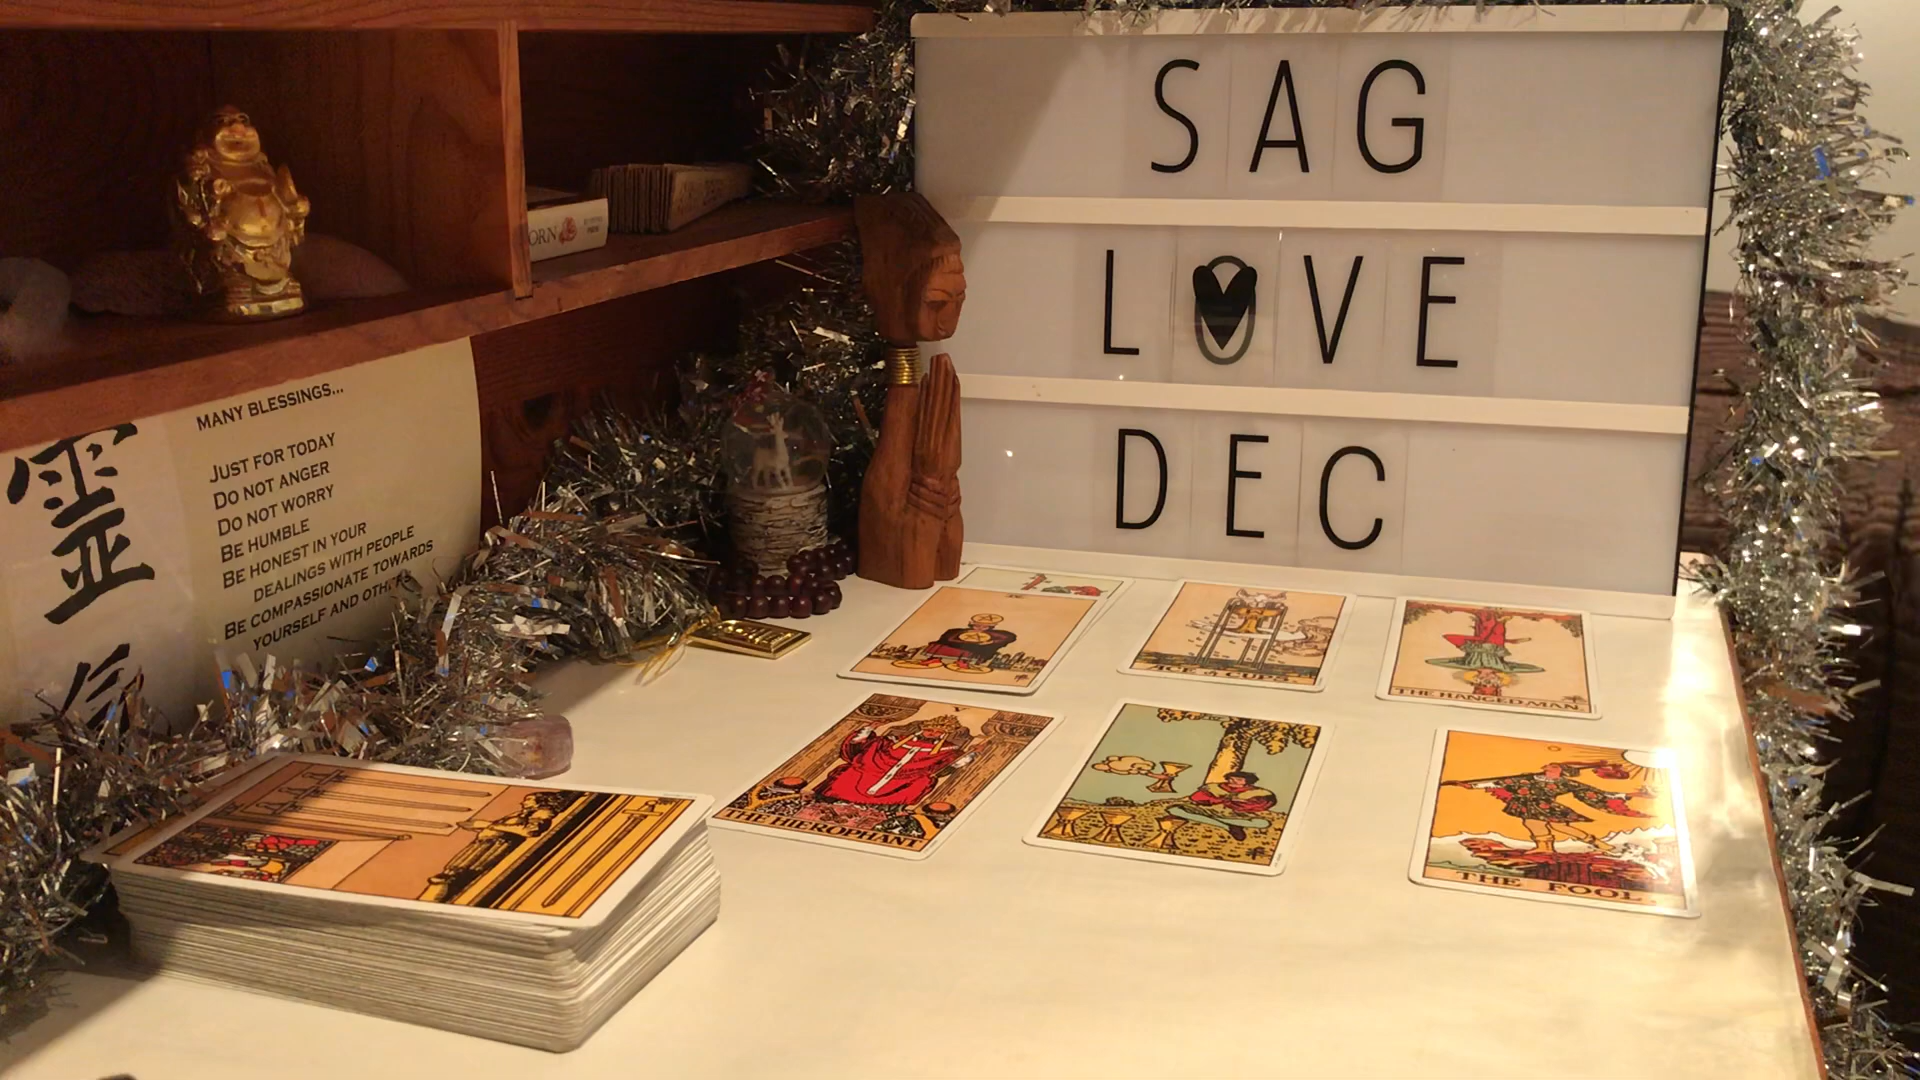 SAG
LOVE
DEC
MANY BLESSINGS...
JUST FOR TODAY
DO NOT ANGER
DO NOT WORRY
BE HUMBLE
BE HONEST IN YOUR
DEALINGS WITH PEOPLE
BE COMPASSIONATE TOWARDS
YOURSELF AND
靈
ORN
ACE of CUPS
THE HANGED MAN.
V
THE HIEROPHANT
THE FOOL.